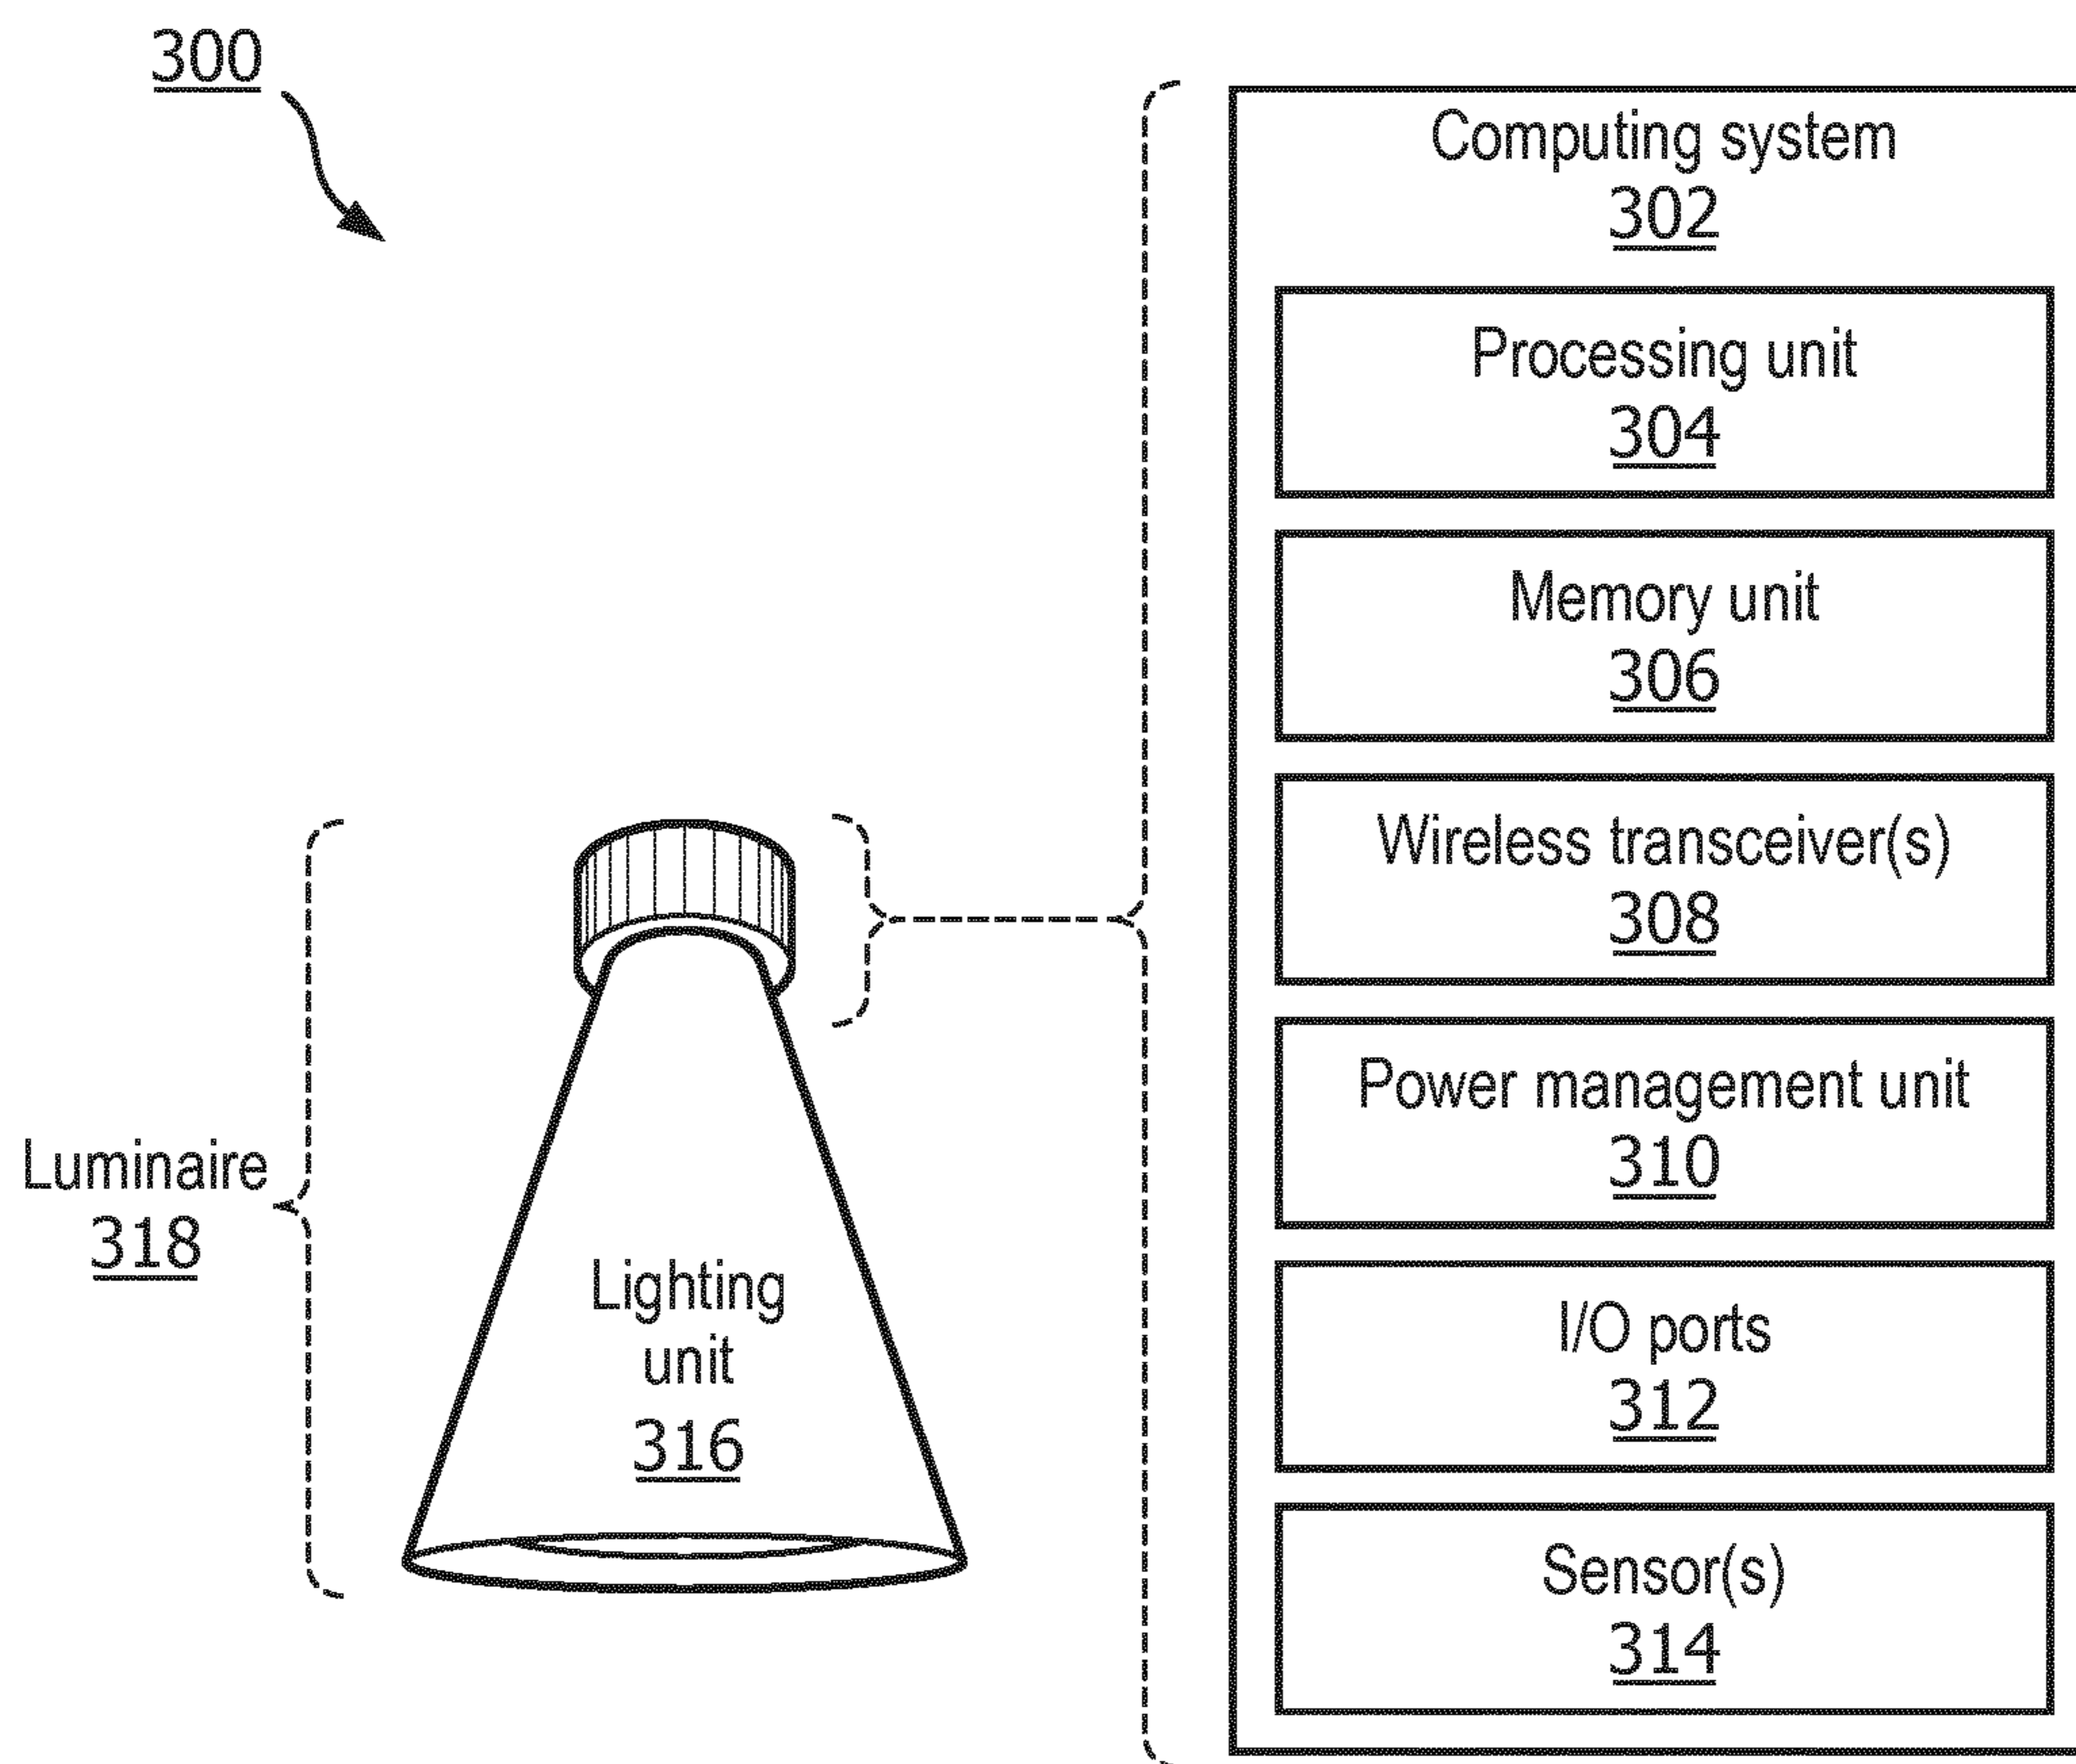 300
Computing system
302
Processing unit
304
Memory unit
306
Wireless transceiver(s)
308
Power management unit
310
I/O ports
312
Sensor(s)
314
Luminaire
318
Lighting
unit
316